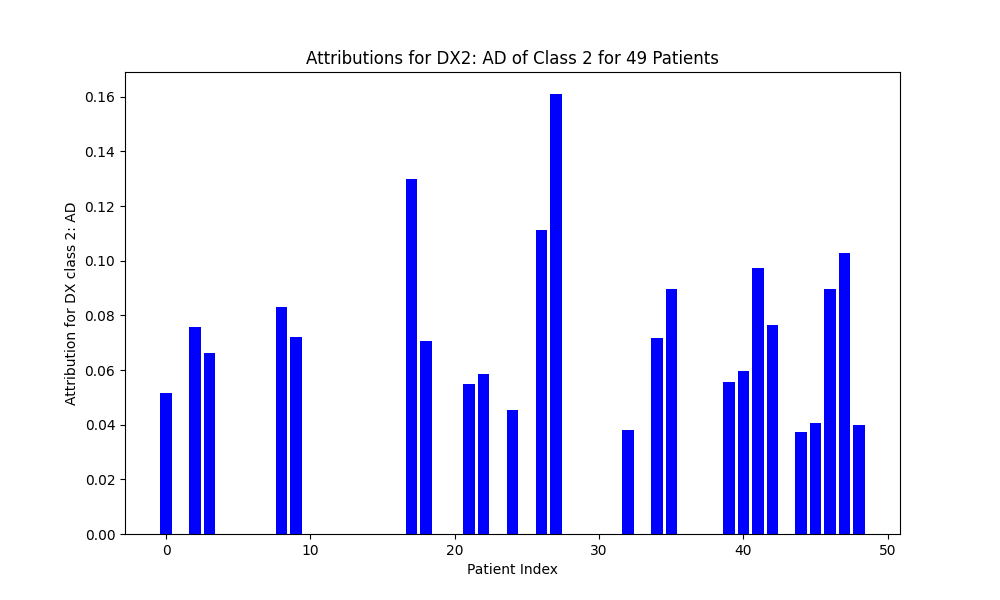 Attributions for DX2: AD of Class 2 for 49 Patients
Attribution for DX class 2: AD
0.16
0.14
0.12
0.10
0.08
0.06
0.04
0.02
0.00
0 10 20 30 40 50
Patient Index